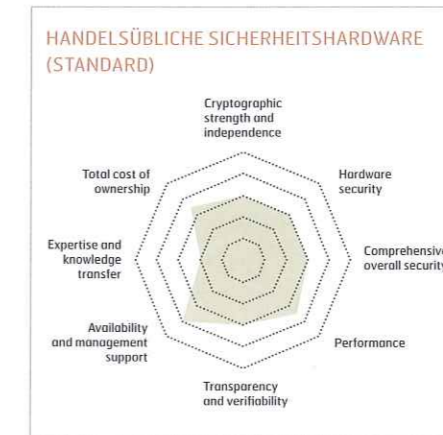 HANDELSÜBLICHE SICHERHEITSHARDWARE
(STANDARD)
Cryptographic
strength and
independence
Total cost of
ownership
Hardware
security
Expertise and
knowledge
transfer
Comprehensive
overall security
Availability
and management
support
Performance
Transparency
and verifiability